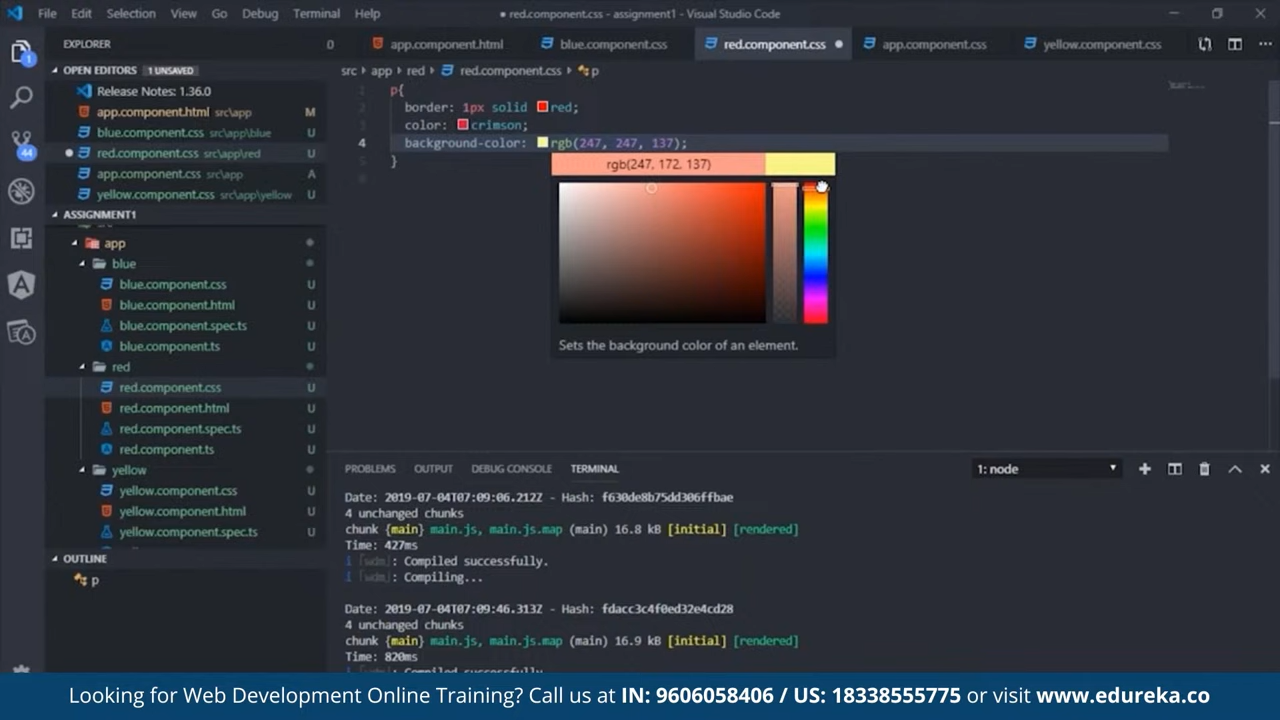 File Edit Selection View Go Debug Terminal Help
red.component.css - assignment1 - Visual Studio Code
EXPLORER
app.component.html
blue.component.css
red.component.css
app.component.css
yellow.component.css
OPEN EDITORS 1 UNSAVED
Release Notes: 1.36.0
app.component.html src\app M
blue.component.css src\app\blue U
red.component.css src\app\red U
app.component.css src\app A
yellow.component.css src\app\yellow U
ASSIGNMENT1
app
blue
blue.component.css U
blue.component.html U
blue.component.spec.ts U
blue.component.ts U
red
red.component.css U
red.component.html U
red.component.spec.ts U
red.component.ts U
yellow
yellow.component.css U
yellow.component.html U
yellow.component.spec.ts U
OUTLINE
p
1
44
src > app > red > red.component.css > p
1 p{
2 border: 1px solid red;
3 color: crimson;
4 background-color: rgb(247, 247, 137);
5 }
6
rgb(247, 172, 137)
Sets the background color of an element.
PROBLEMS OUTPUT DEBUG CONSOLE TERMINAL
1: node
Date: 2019-07-04T07:09:06.212Z - Hash: f630de8b75dd306ffbae
4 unchanged chunks
chunk {main} main.js, main.js.map (main) 16.8 kB [initial] [rendered]
Time: 427ms
i ｢wdm｣: Compiled successfully.
i ｢wdm｣: Compiling...
Date: 2019-07-04T07:09:46.313Z - Hash: fdacc3c4f0ed32e4cd28
4 unchanged chunks
chunk {main} main.js, main.js.map (main) 16.9 kB [initial] [rendered]
Time: 820ms
Looking for Web Development Online Training? Call us at IN: 9606058406 / US: 18338555775 or visit www.edureka.co